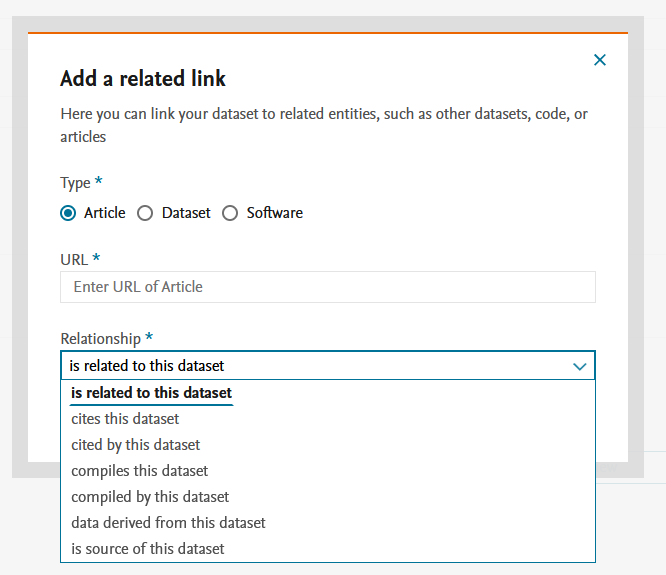 Add a related link
Here you can link your dataset to related entities, such as other datasets, code, or
articles
Type *
Article Dataset Software
URL *
Enter URL of Article
Relationship *
is related to this dataset
is related to this dataset
cites this dataset
cited by this dataset
compiles this dataset
compiled by this dataset
data derived from this dataset
is source of this dataset